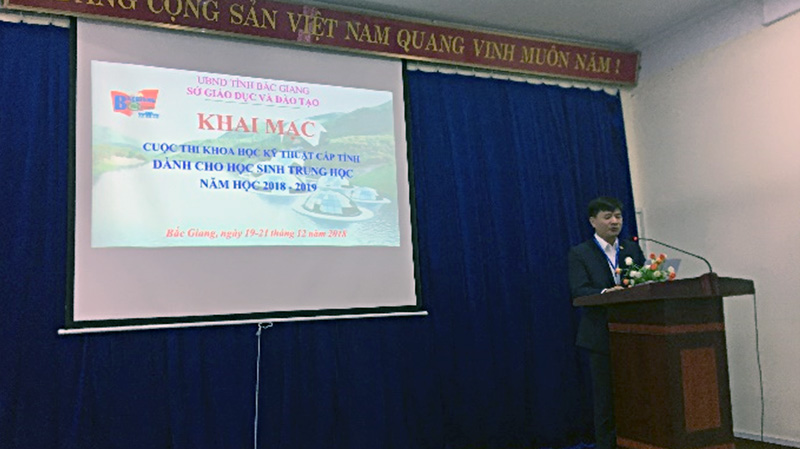 ĐẢNG CỘNG SẢN VIỆT NAM QUANG VINH MUÔN NĂM !
UBND TỈNH BẮC GIANG
SỞ GIÁO DỤC VÀ ĐÀO TẠO
KHAI MẠC
CUỘC THI KHOA HỌC KỸ THUẬT CẤP TỈNH
DÀNH CHO HỌC SINH TRUNG HỌC
NĂM HỌC 2018 - 2019
Bắc Giang, ngày 19-21 tháng 12 năm 2018